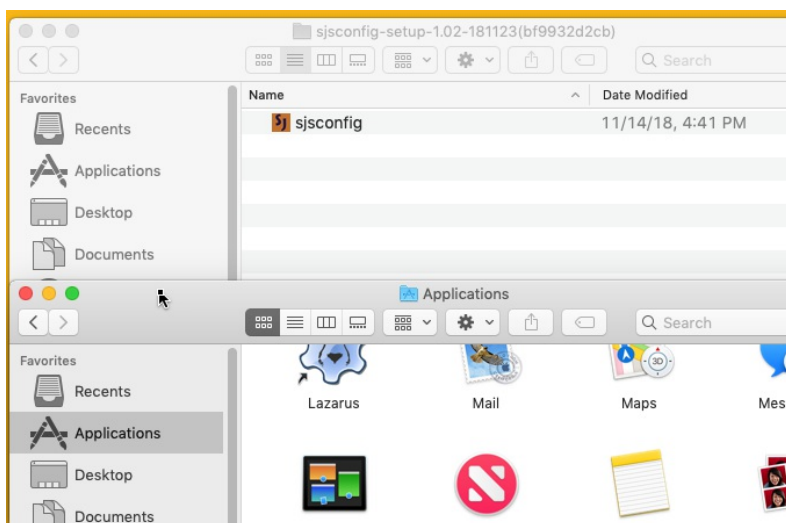 sjsconfig-setup-1.02-181123(bf9932d2cb)
Search
Favorites
Recents
Applications
Desktop
Documents
Name
Date Modified
sjsconfig
11/14/18, 4:41 PM
Applications
Search
Favorites
Recents
Applications
Desktop
Documents
Lazarus
Mail
Maps
Mes
3D